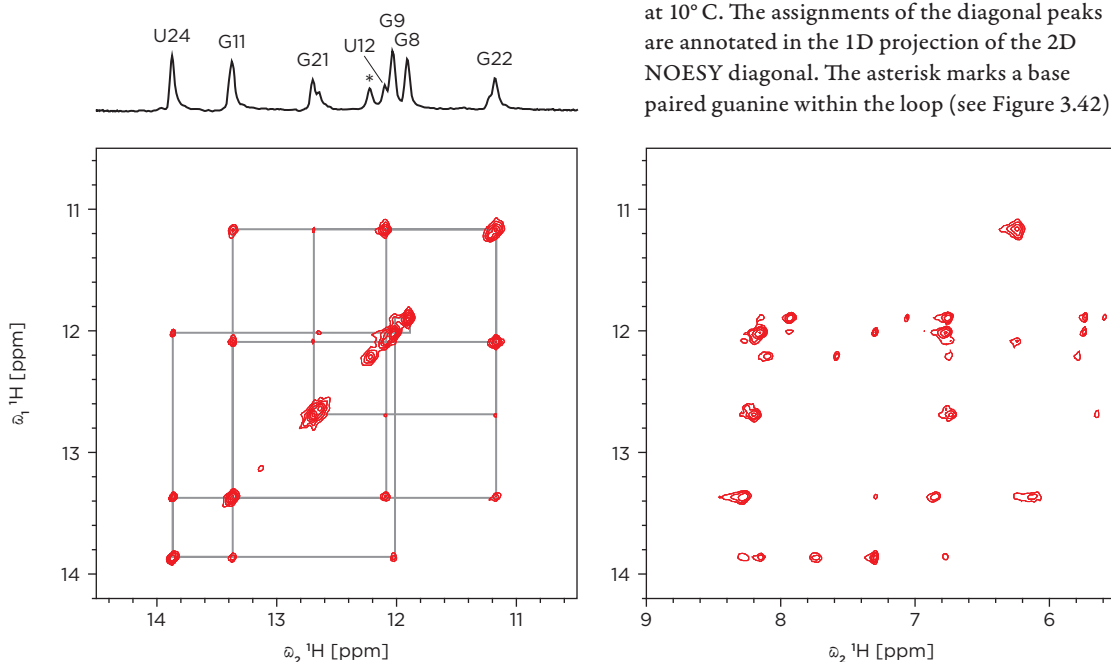 at 10° C. The assignments of the diagonal peaks
are annotated in the 1D projection of the 2D
NOESY diagonal. The asterisk marks a base
paired guanine within the loop (see Figure 3.42)
U24
G11
G21
U12
*
G9
G8
G22
11
12
13
14
ω₁ ¹H [ppm]
14
13
12
11
ω₂ ¹H [ppm]
11
12
13
14
9
8
7
6
ω₂ ¹H [ppm]